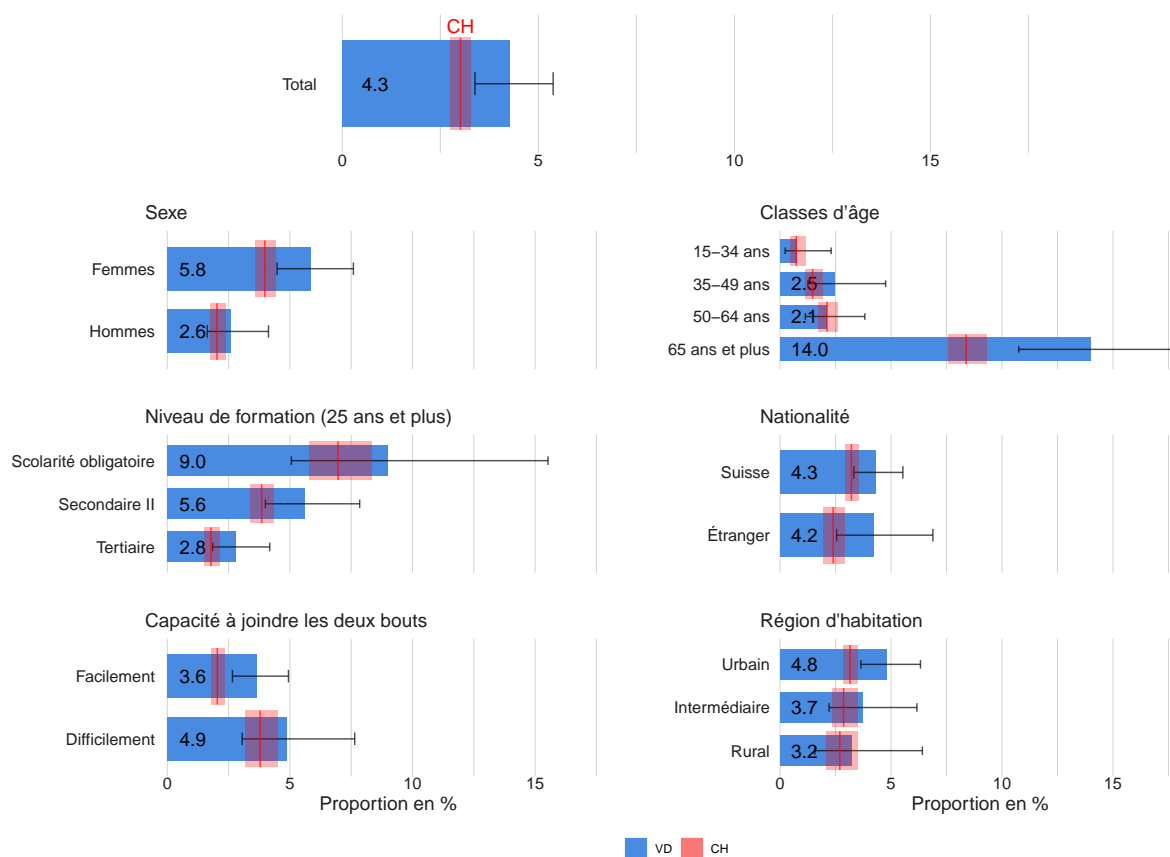 CH
Total
4.3
0 5 10 15
Sexe
Femmes
5.8
Hommes
2.6
Classes d'âge
15–34 ans
35–49 ans
2.5
50–64 ans
2.1
65 ans et plus
14.0
Niveau de formation (25 ans et plus)
Scolarité obligatoire
9.0
Secondaire II
5.6
Tertiaire
2.8
Nationalité
Suisse
4.3
Étranger
4.2
Capacité à joindre les deux bouts
Facilement
3.6
Difficilement
4.9
0 5 10 15
Proportion en %
Région d'habitation
Urbain
4.8
Intermédiaire
3.7
Rural
3.2
0 5 10 15
Proportion en %
VD CH